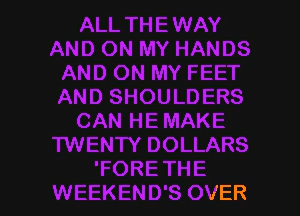 ALL THE WAY
AND ON MY HANDS
AND ON MY FEET
AND SHOULDERS
CAN HE MAKE
TWENTY DOLLARS
'FORE THE
WEEKEND'S OVER